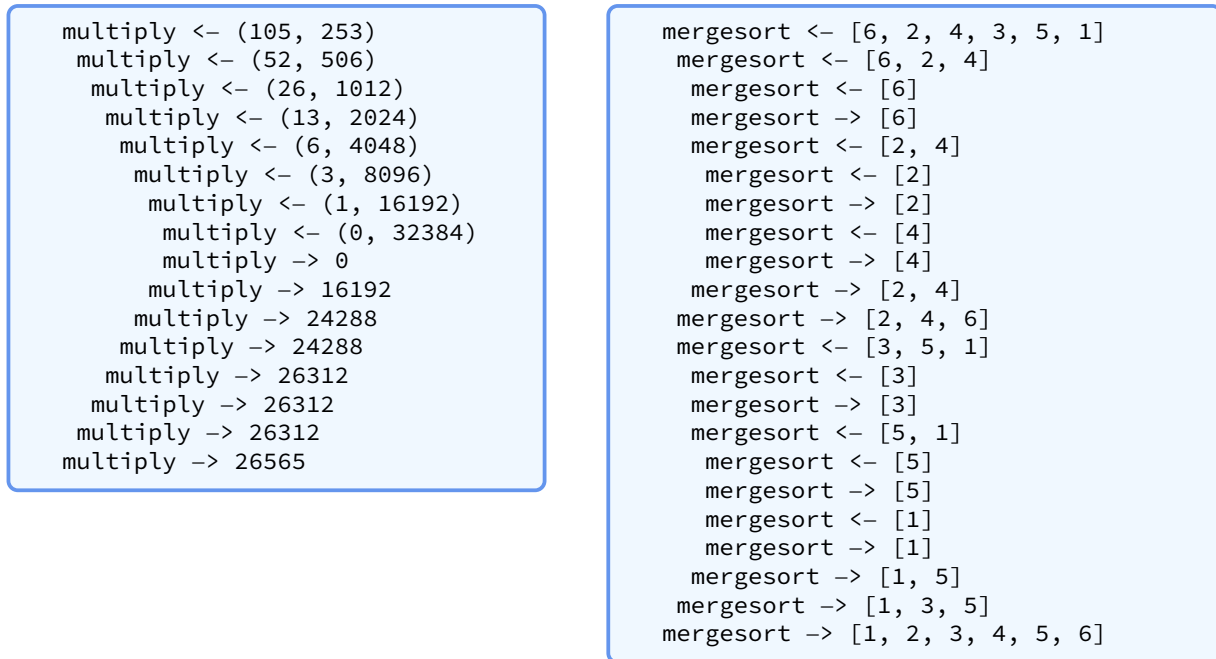 multiply <– (105, 253)
multiply <– (52, 506)
multiply <– (26, 1012)
multiply <– (13, 2024)
multiply <– (6, 4048)
multiply <– (3, 8096)
multiply <– (1, 16192)
multiply <– (0, 32384)
multiply –> 0
multiply –> 16192
multiply –> 24288
multiply –> 24288
multiply –> 26312
multiply –> 26312
multiply –> 26312
multiply –> 26565
mergesort <– [6, 2, 4, 3, 5, 1]
mergesort <– [6, 2, 4]
mergesort <– [6]
mergesort –> [6]
mergesort <– [2, 4]
mergesort <– [2]
mergesort –> [2]
mergesort <– [4]
mergesort –> [4]
mergesort –> [2, 4]
mergesort –> [2, 4, 6]
mergesort <– [3, 5, 1]
mergesort <– [3]
mergesort –> [3]
mergesort <– [5, 1]
mergesort <– [5]
mergesort –> [5]
mergesort <– [1]
mergesort –> [1]
mergesort –> [1, 5]
mergesort –> [1, 3, 5]
mergesort –> [1, 2, 3, 4, 5, 6]